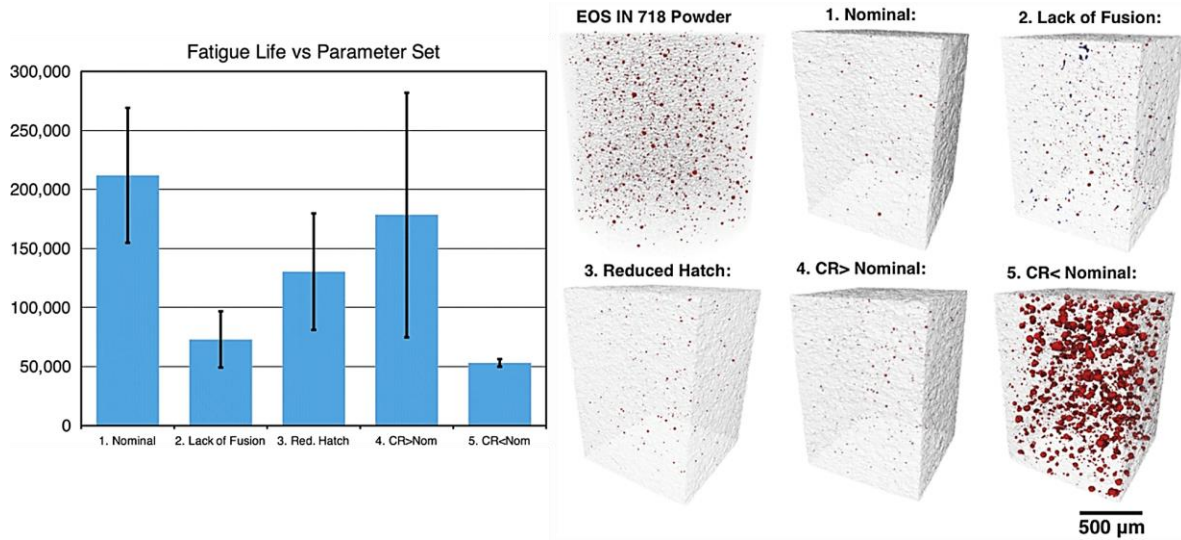 Fatigue Life vs Parameter Set
300,000
250,000
200,000
150,000
100,000
50,000
0
1. Nominal
2. Lack of Fusion
3. Red. Hatch
4. CR>Nom
5. CR<Nom
EOS IN 718 Powder
1. Nominal:
2. Lack of Fusion:
3. Reduced Hatch:
4. CR> Nominal:
5. CR< Nominal:
500 µm